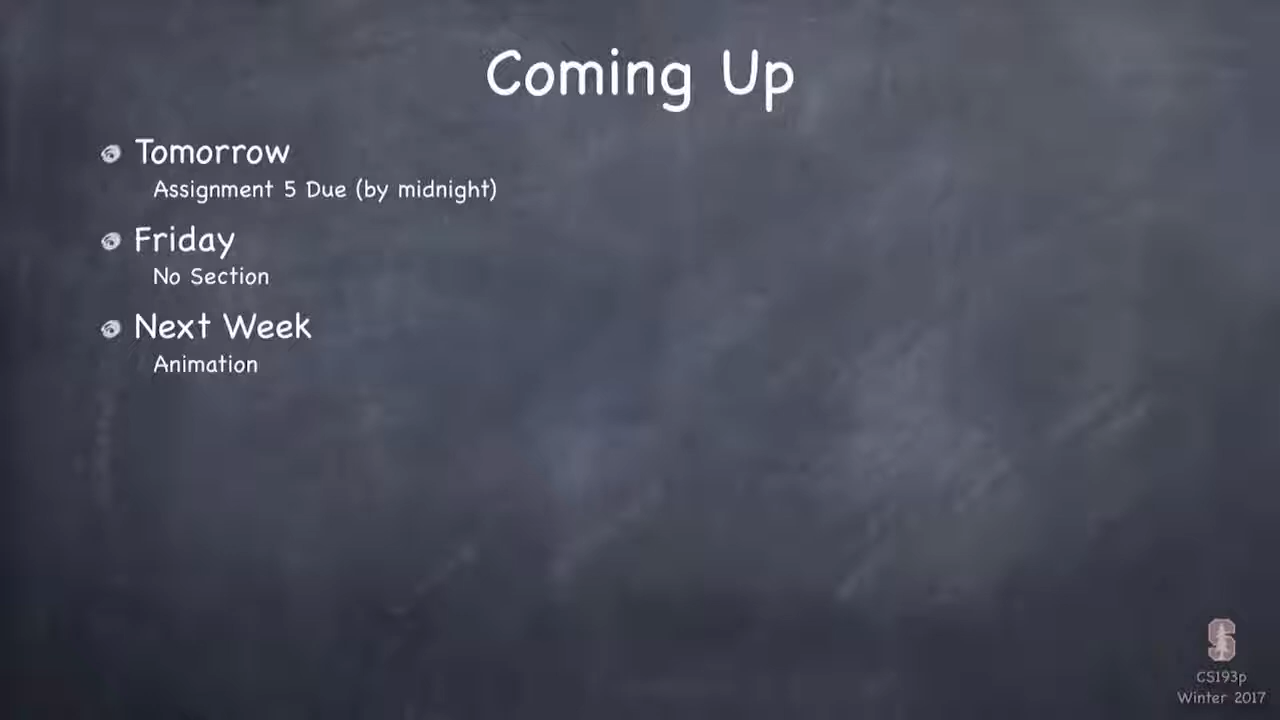 Coming Up
Tomorrow
Assignment 5 Due (by midnight)
Friday
No Section
Next Week
Animation
S
CS193p
Winter 2017